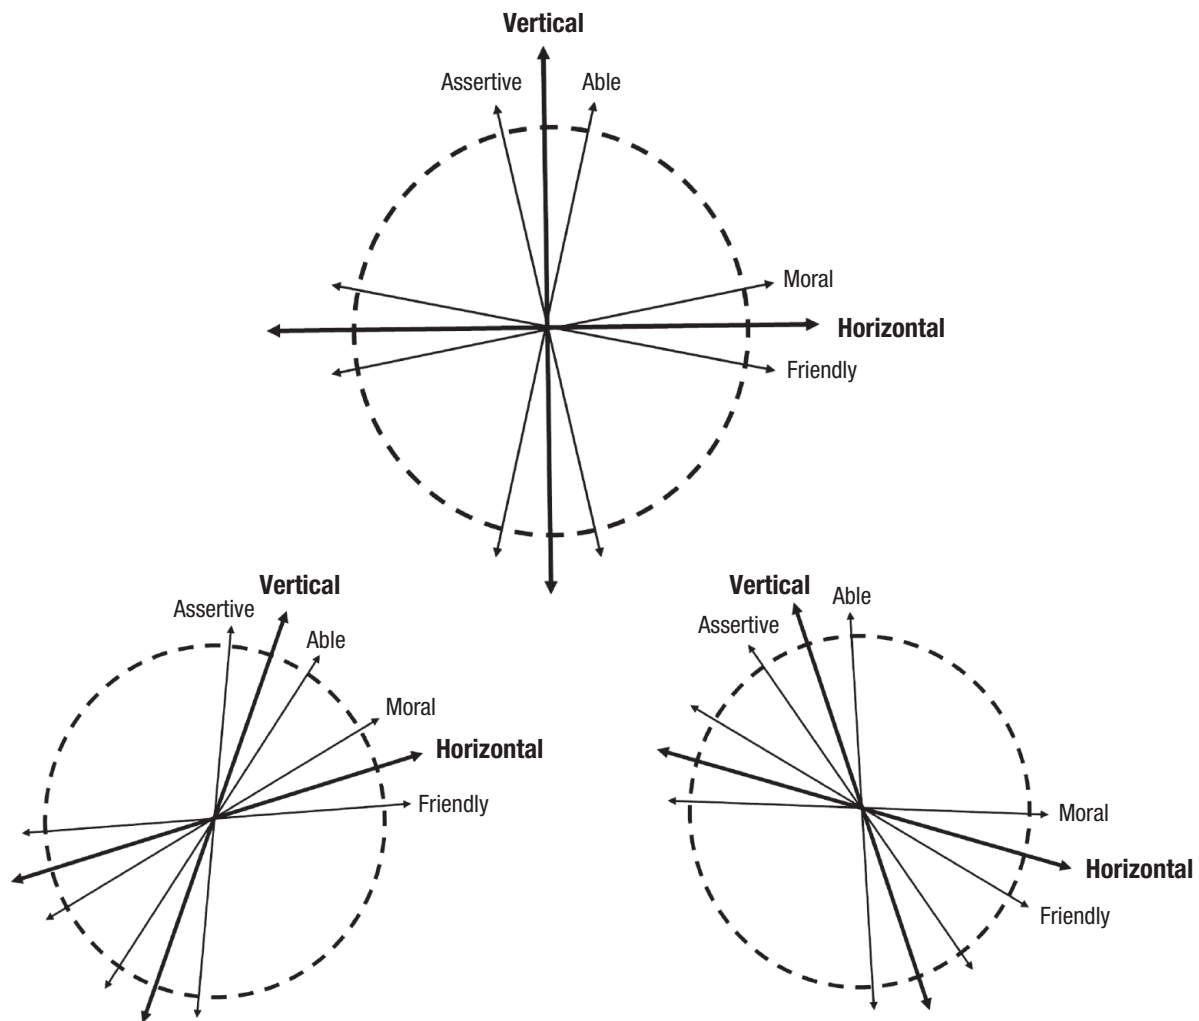 Vertical
Assertive
Able
Moral
Horizontal
Friendly
Vertical
Assertive
Able
Moral
Horizontal
Friendly
Vertical
Able
Assertive
Moral
Horizontal
Friendly